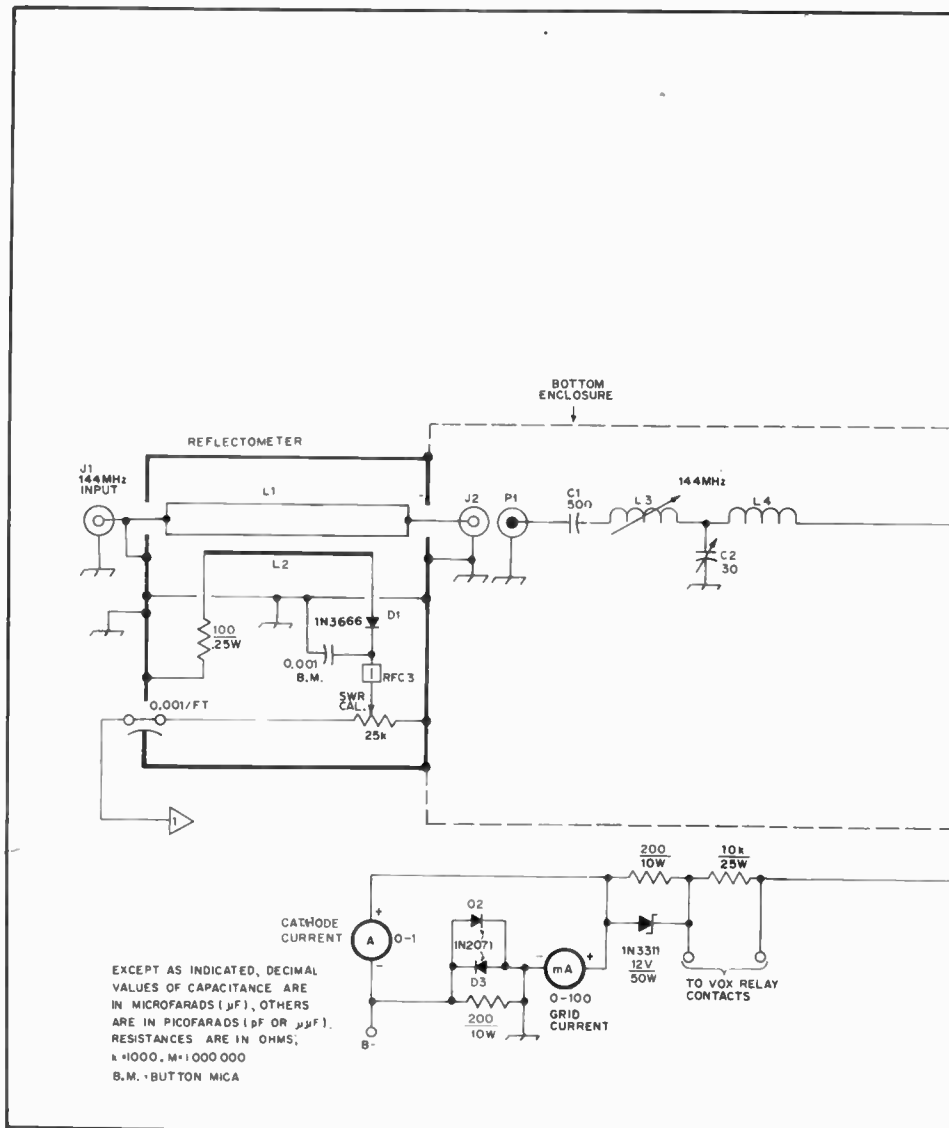 BOTTOM
ENCLOSURE
REFLECTOMETER
J1
144MHz
INPUT
L1
J2
P1
C1
500
L3
144MHz
L4
C2
30
L2
100
.25W
1N3666
D1
0.001
B.M.
RFC3
SWR
CAL.
25k
0.001/FT
1
200
10W
10k
25W
CATHODE
CURRENT
+
A
0-1
-
B-
D2
1N2071
D3
200
10W
-
mA
+
0-100
GRID
CURRENT
1N3311
12V
50W
TO VOX RELAY
CONTACTS
EXCEPT AS INDICATED, DECIMAL
VALUES OF CAPACITANCE ARE
IN MICROFARADS (µF), OTHERS
ARE IN PICOFARADS (pF OR µµF).
RESISTANCES ARE IN OHMS;
k=1000. M=1000 000
B.M. = BUTTON MICA